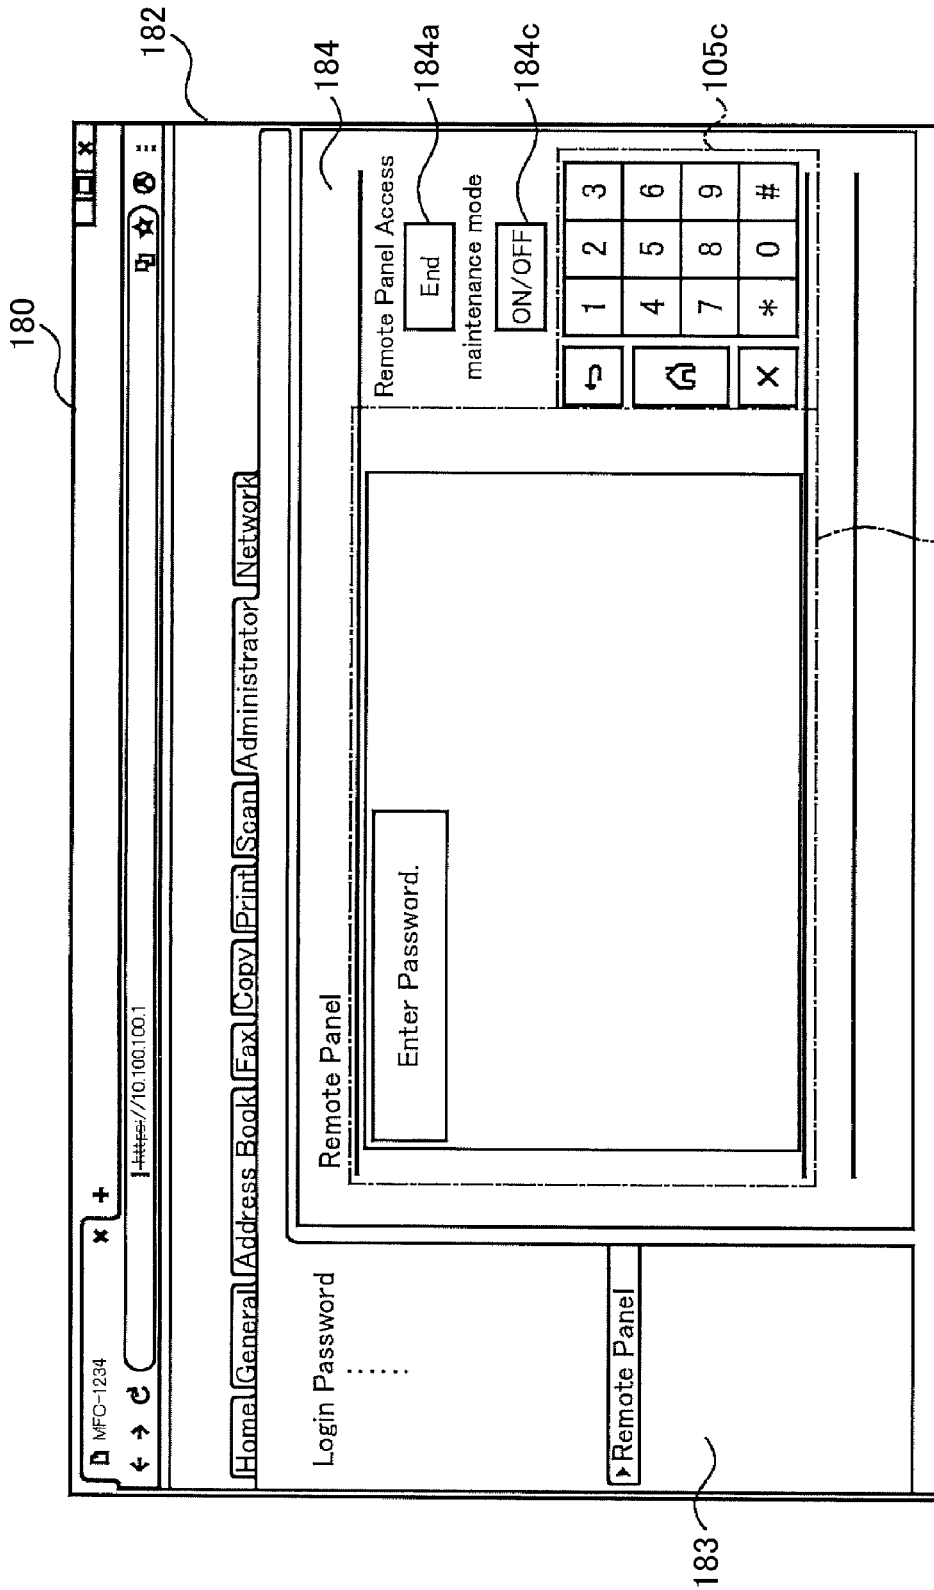 180
182
MFC-1234
https://10.100.100.1
Home General Address Book Fax Copy Print Scan Administrator Network
Login Password
......
▸Remote Panel
183
Remote Panel
184
Enter Password.
Remote Panel Access
End
184a
maintenance mode
ON/OFF
184c
1 2 3
4 5 6
7 8 9
* 0 #
105c